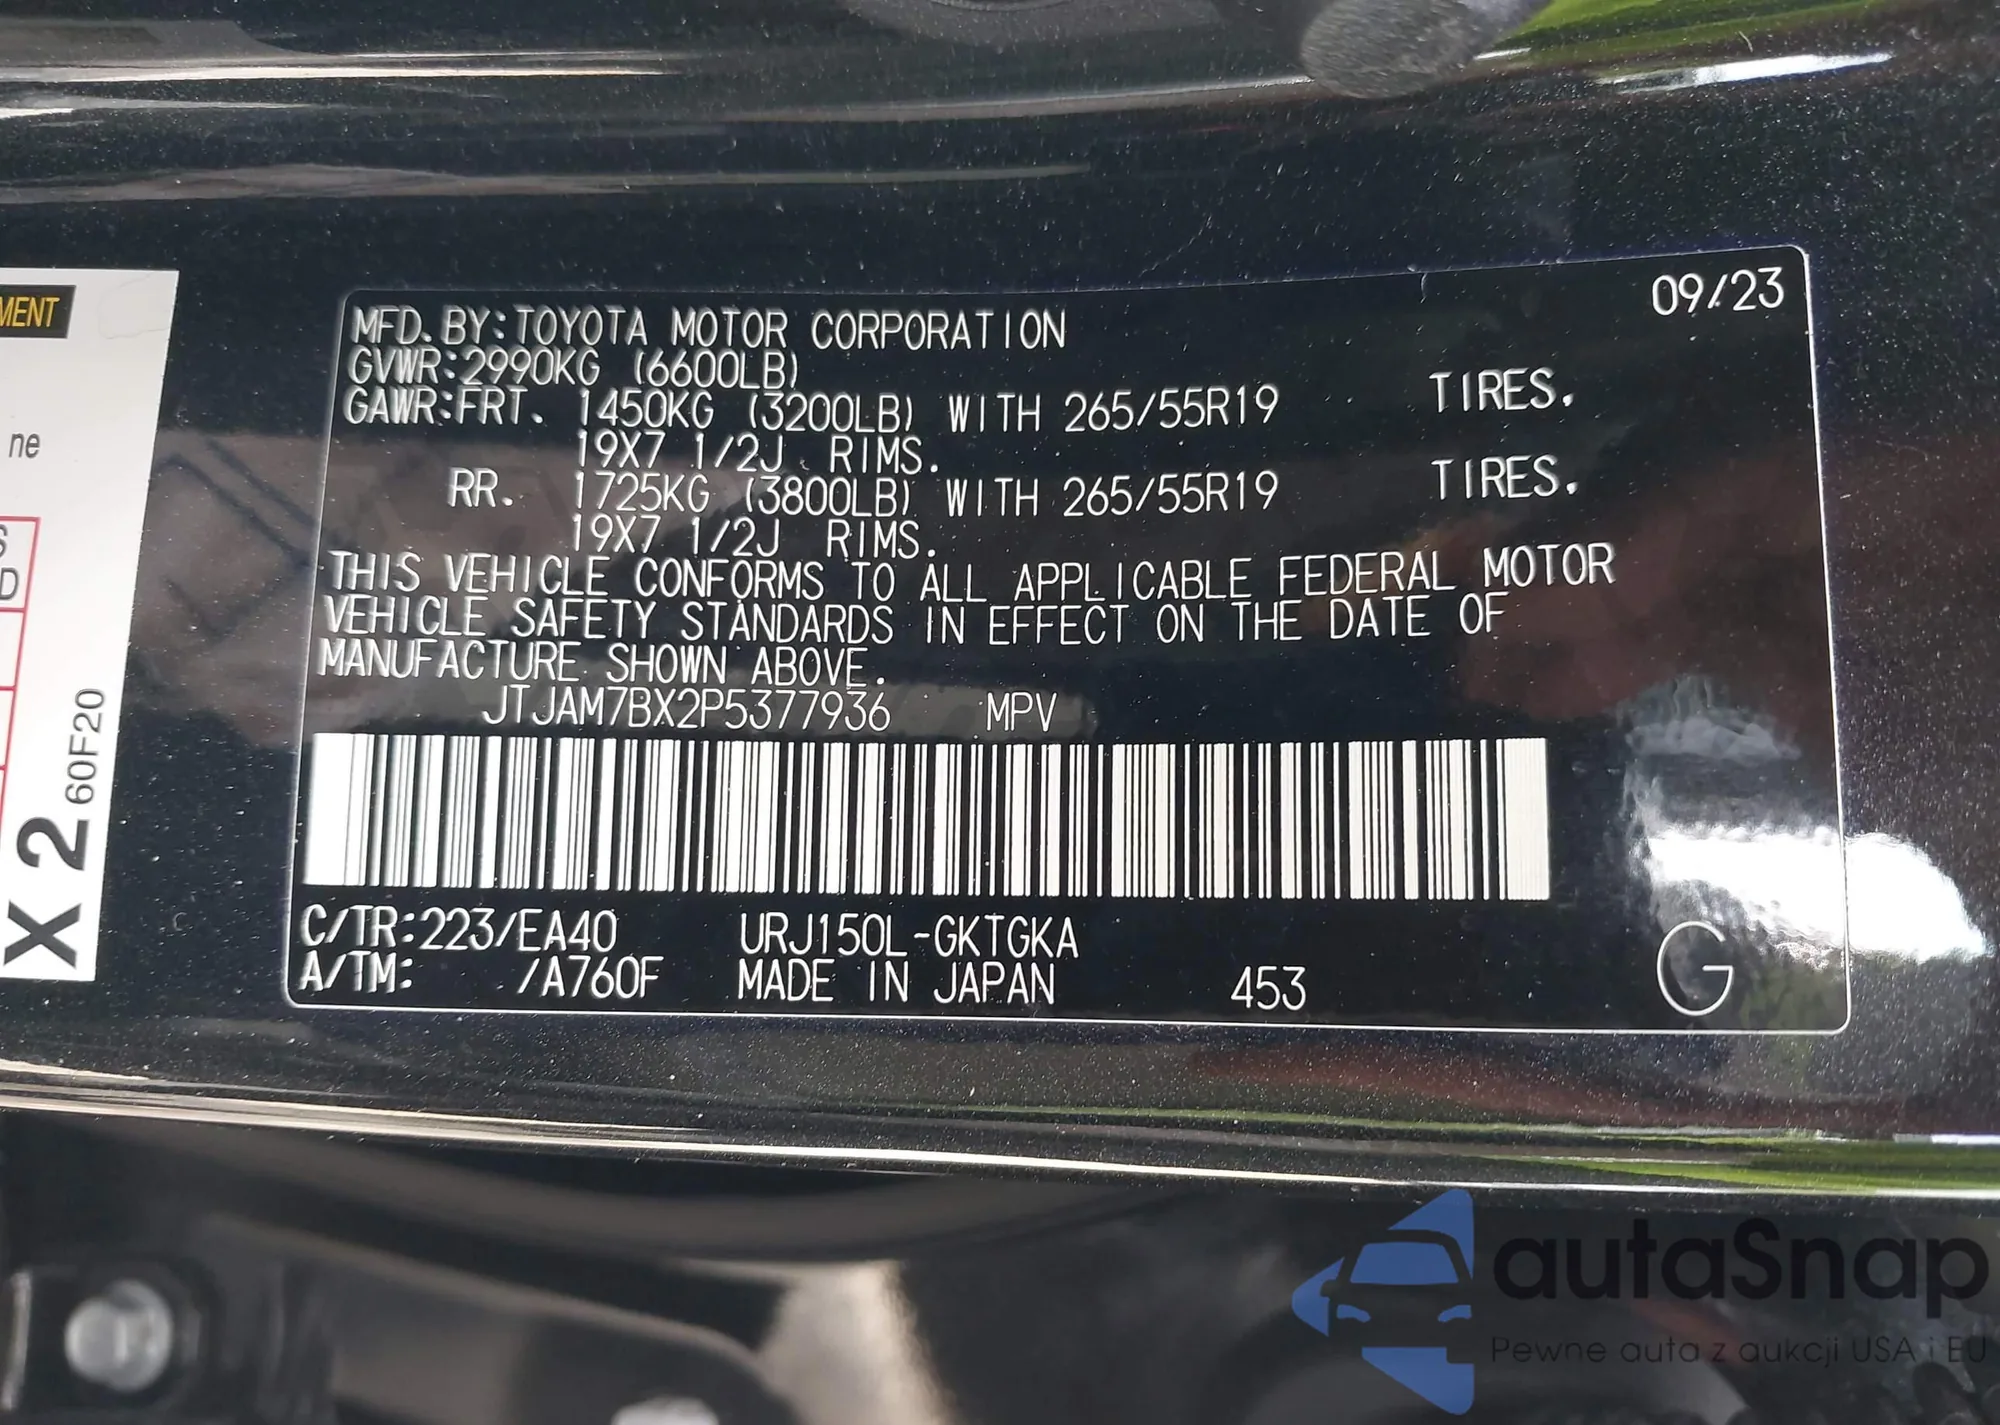 MENT
ne
S
D
X 2 60F20
09/23
MFD. BY: TOYOTA MOTOR CORPORATION
GVWR: 2990KG (6600LB)
GAWR: FRT. 1450KG (3200LB) WITH 265/55R19 TIRES.
19X7 1/2J RIMS.
RR. 1725KG (3800LB) WITH 265/55R19 TIRES.
19X7 1/2J RIMS.
THIS VEHICLE CONFORMS TO ALL APPLICABLE FEDERAL MOTOR
VEHICLE SAFETY STANDARDS IN EFFECT ON THE DATE OF
MANUFACTURE SHOWN ABOVE.
JTJAM7BX2P5377936 MPV
C/TR: 223/EA40 URJ150L-GKTGKA
A/TM: /A760F MADE IN JAPAN 453 G
autaSnap
Pewne auta z aukcji USA i EU